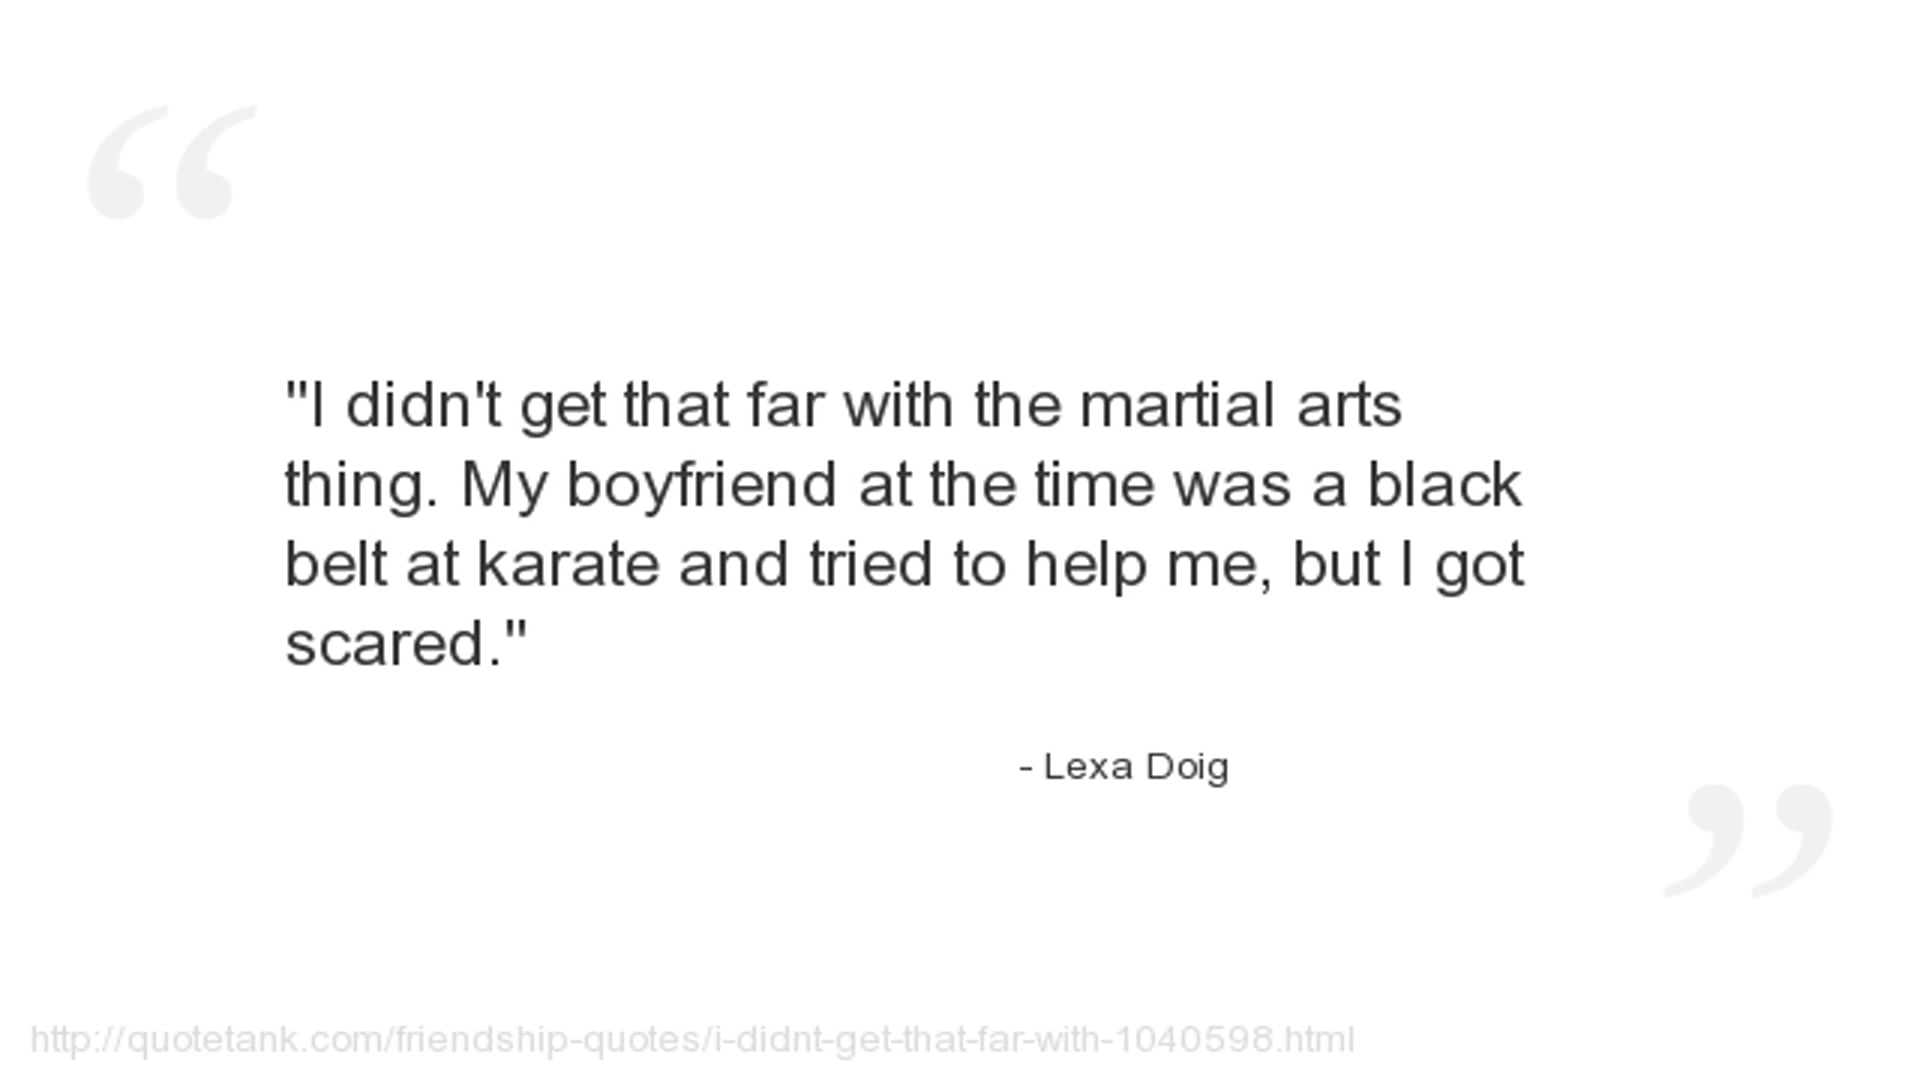 "I didn't get that far with the martial arts
thing. My boyfriend at the time was a black
belt at karate and tried to help me, but I got
scared."
- Lexa Doig
http://quotetank.com/friendship-quotes/i-didnt-get-that-far-with-1040598.html